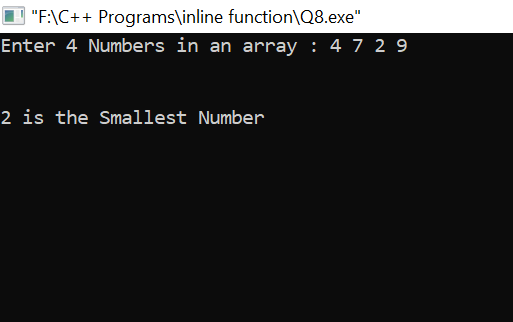 "F:\C++ Programs\inline function\Q8.exe"
Enter 4 Numbers in an array : 4 7 2 9
2 is the Smallest Number